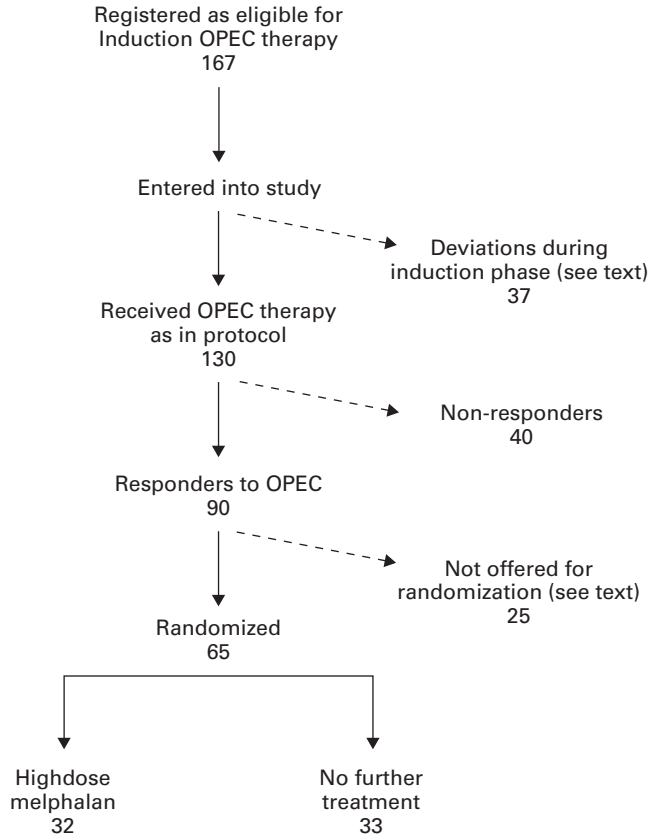 Registered as eligible for
Induction OPEC therapy
167
Entered into study
Deviations during
induction phase (see text)
37
Received OPEC therapy
as in protocol
130
Non-responders
40
Responders to OPEC
90
Not offered for
randomization (see text)
25
Randomized
65
Highdose
melphalan
32
No further
treatment
33